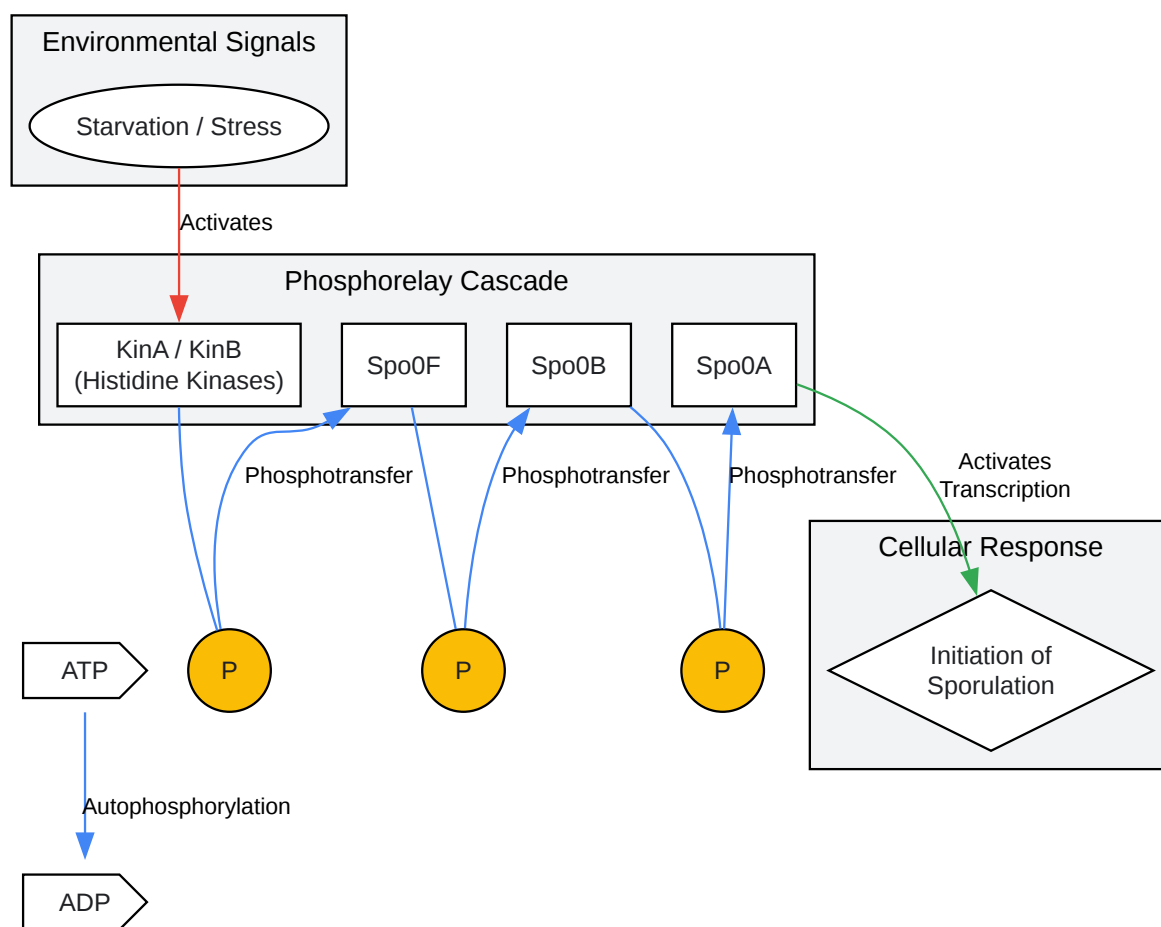 Environmental Signals
Starvation / Stress
Activates
Phosphorelay Cascade
KinA / KinB
(Histidine Kinases)
Spo0F
Spo0B
Spo0A
Phosphotransfer
Phosphotransfer
Phosphotransfer
Activates
Transcription
Cellular Response
Initiation of
Sporulation
ATP
P
P
P
Autophosphorylation
ADP